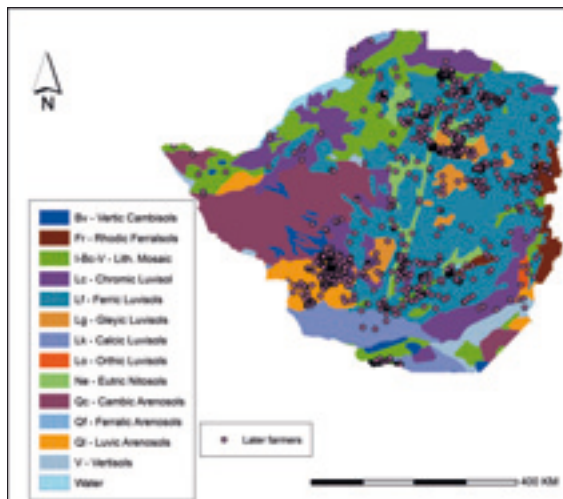 N
Bv - Vertic Cambisols
Fr - Rhodic Ferralsols
I-Bc-V - Lith. Mosaic
Lc - Chromic Luvisol
Lf - Ferric Luvisols
Lg - Gleyic Luvisols
Lk - Calcic Luvisols
Lo - Orthic Luvisols
Ne - Eutric Nitosols
Qc - Cambic Arenosols
Qf - Ferralic Arenosols
Ql - Luvic Arenosols
V - Vertisols
Water
Later farmers
400 KM